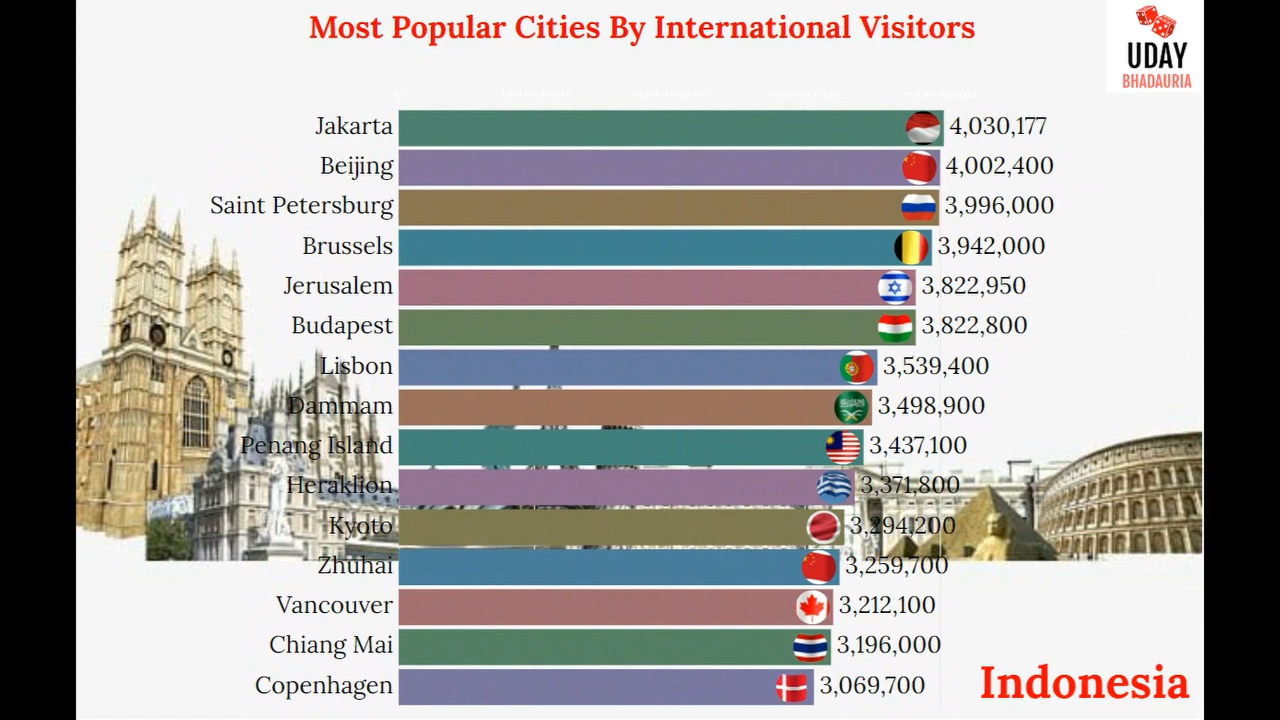 Most Popular Cities By International Visitors
UDAY
BHADAURIA
Jakarta 4,030,177
Beijing 4,002,400
Saint Petersburg 3,996,000
Brussels 3,942,000
Jerusalem 3,822,950
Budapest 3,822,800
Lisbon 3,539,400
Dammam 3,498,900
Penang Island 3,437,100
Heraklion 3,371,800
Kyoto 3,294,200
Zhuhai 3,259,700
Vancouver 3,212,100
Chiang Mai 3,196,000
Copenhagen 3,069,700
Indonesia